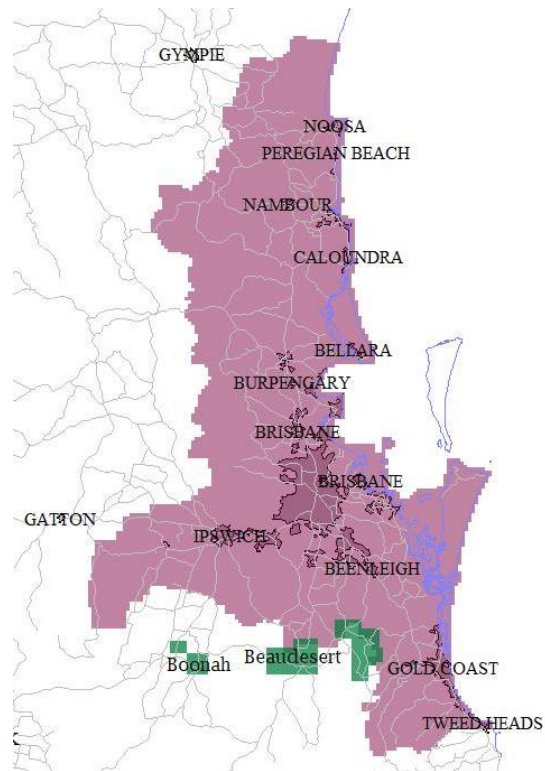 GYMPIE
NOOSA
PEREGIAN BEACH
NAMBOUR
CALOUNDRA
BELLARA
BURPENGARY
BRISBANE
BRISBANE
GATTON
IPSWICH
BEENLEIGH
Boonah
Beaudesert
GOLD COAST
TWEED HEADS